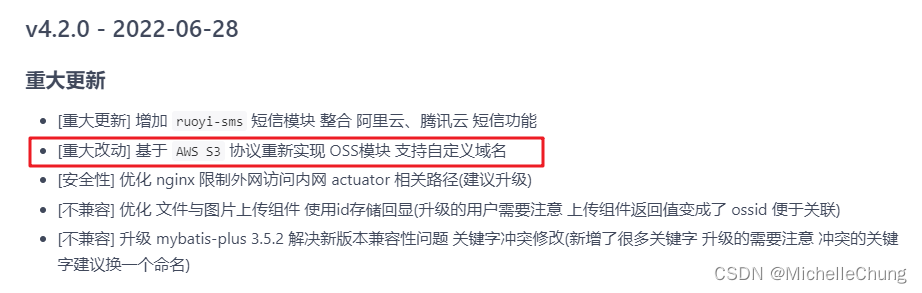 v4.2.0 - 2022-06-28
重大更新
[重大更新] 增加 ruoyi-sms 短信模块 整合 阿里云、腾讯云 短信功能
[重大改动] 基于 AWS S3 协议重新实现 OSS模块 支持自定义域名
[安全性] 优化 nginx 限制外网访问内网 actuator 相关路径(建议升级)
[不兼容] 优化 文件与图片上传组件 使用id存储回显(升级的用户需要注意 上传组件返回值变成了 ossid 便于关联)
[不兼容] 升级 mybatis-plus 3.5.2 解决新版本兼容性问题 关键字冲突修改(新增了很多关键字 升级的需要注意 冲突的关键
字建议换一个命名)
CSDN @MichelleChung